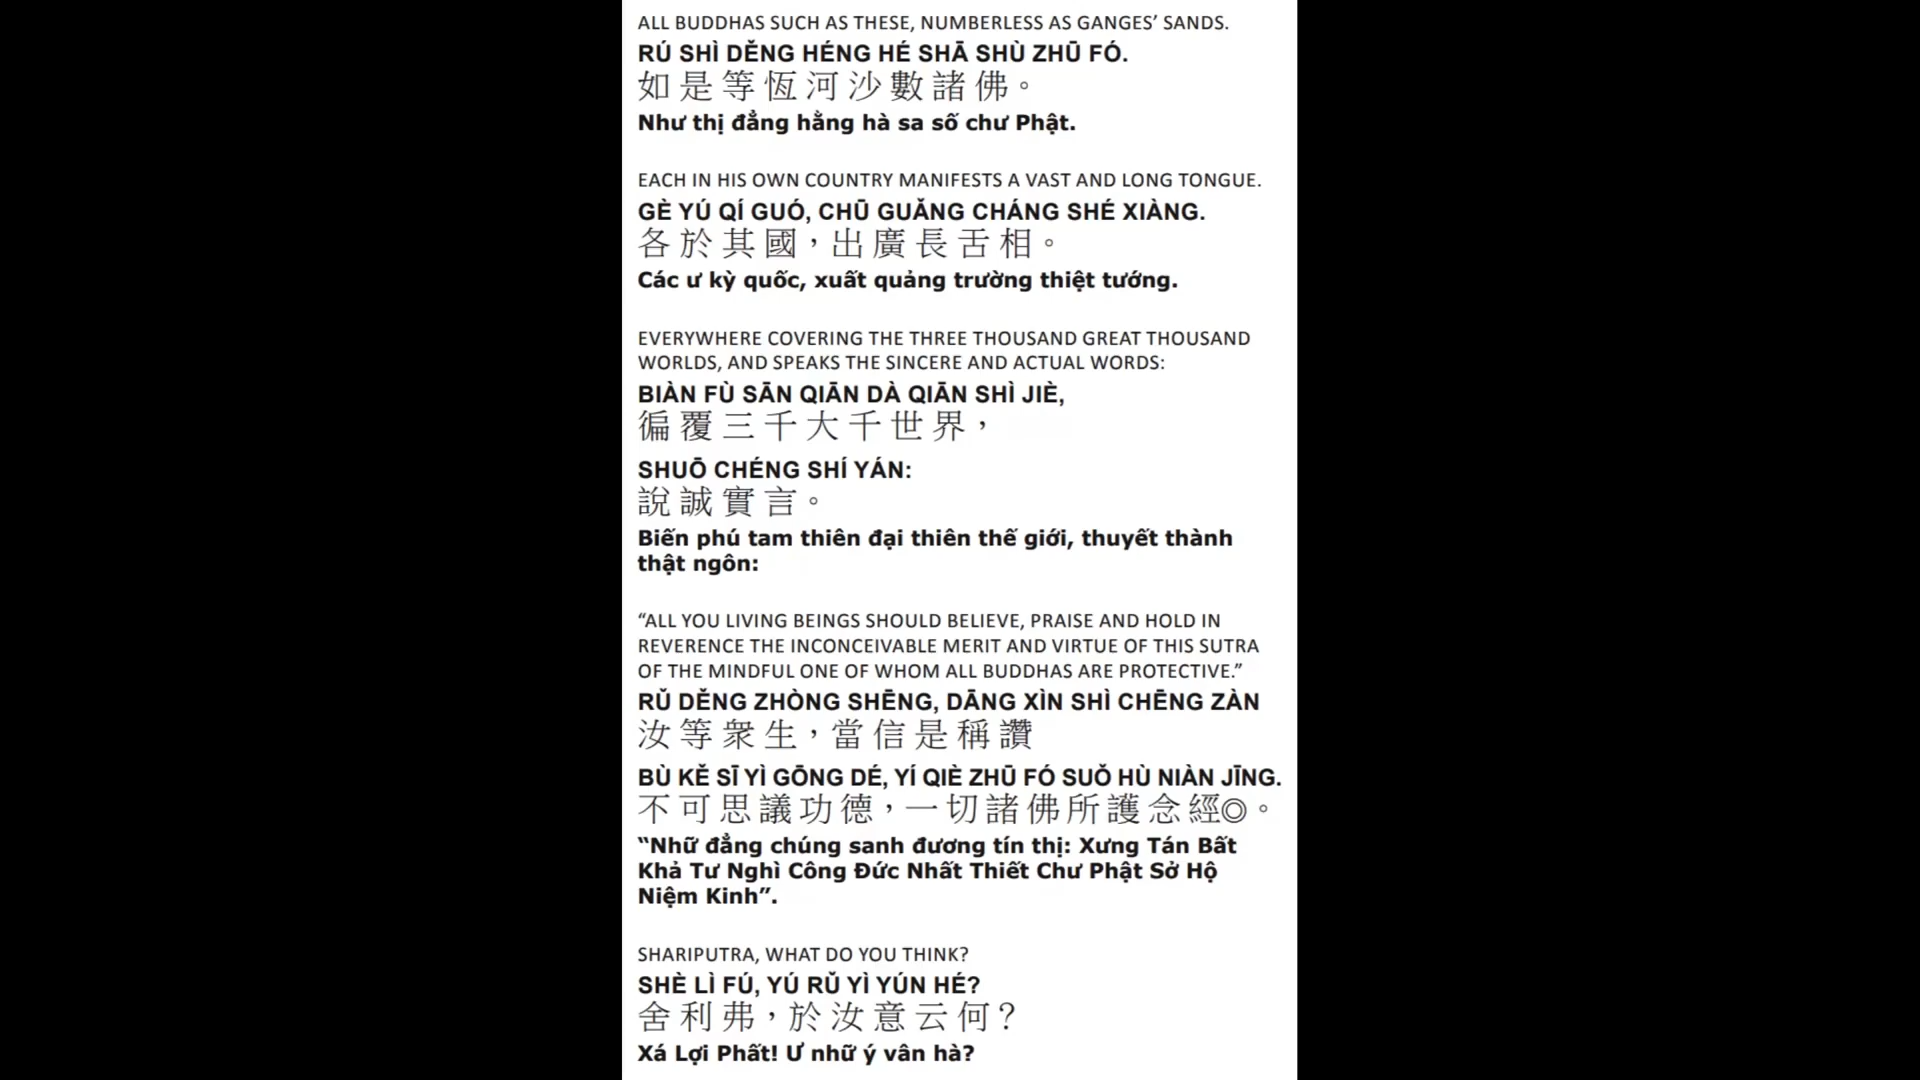 ALL BUDDHAS SUCH AS THESE, NUMBERLESS AS GANGES’ SANDS.
RÚ SHÌ DĚNG HÉNG HÉ SHĀ SHÙ ZHŪ FÓ.
如是等恆河沙數諸佛。
Như thị đẳng hằng hà sa số chư Phật.
EACH IN HIS OWN COUNTRY MANIFESTS A VAST AND LONG TONGUE.
GÈ YÚ QÍ GUÓ, CHŪ GUǍNG CHÁNG SHÉ XIÀNG.
各於其國，出廣長舌相。
Các ư kỳ quốc, xuất quảng trường thiệt tướng.
EVERYWHERE COVERING THE THREE THOUSAND GREAT THOUSAND
WORLDS, AND SPEAKS THE SINCERE AND ACTUAL WORDS:
BIÀN FÙ SĀN QIĀN DÀ QIĀN SHÌ JIÈ,
徧覆三千大千世界，
SHUŌ CHÉNG SHÍ YÁN:
說誠實言。
Biến phú tam thiên đại thiên thế giới, thuyết thành
thật ngôn:
“ALL YOU LIVING BEINGS SHOULD BELIEVE, PRAISE AND HOLD IN
REVERENCE THE INCONCEIVABLE MERIT AND VIRTUE OF THIS SUTRA
OF THE MINDFUL ONE OF WHOM ALL BUDDHAS ARE PROTECTIVE.”
RǓ DĚNG ZHÒNG SHĒNG, DĀNG XÌN SHÌ CHĒNG ZÀN
汝等衆生，當信是稱讚
BÙ KĚ SĪ YÌ GŌNG DÉ, YÍ QIÈ ZHŪ FÓ SUǑ HÙ NIÀN JĪNG.
不可思議功德，一切諸佛所護念經◎。
“Nhữ đẳng chúng sanh đương tín thị: Xưng Tán Bất
Khả Tư Nghì Công Đức Nhất Thiết Chư Phật Sở Hộ
Niệm Kinh”.
SHARIPUTRA, WHAT DO YOU THINK?
SHÈ LÌ FÚ, YÚ RǓ YÌ YÚN HÉ?
舍利弗，於汝意云何？
Xá Lợi Phất! Ư nhữ ý vân hà?